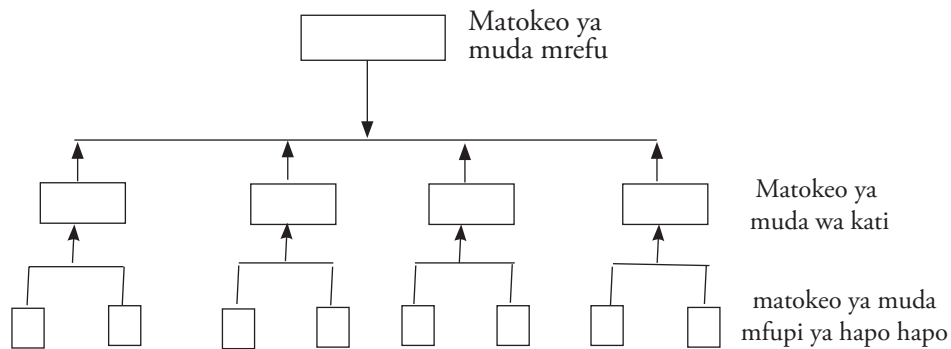 Matokeo ya
muda mrefu
Matokeo ya
muda wa kati
matokeo ya muda
mfupi ya hapo hapo